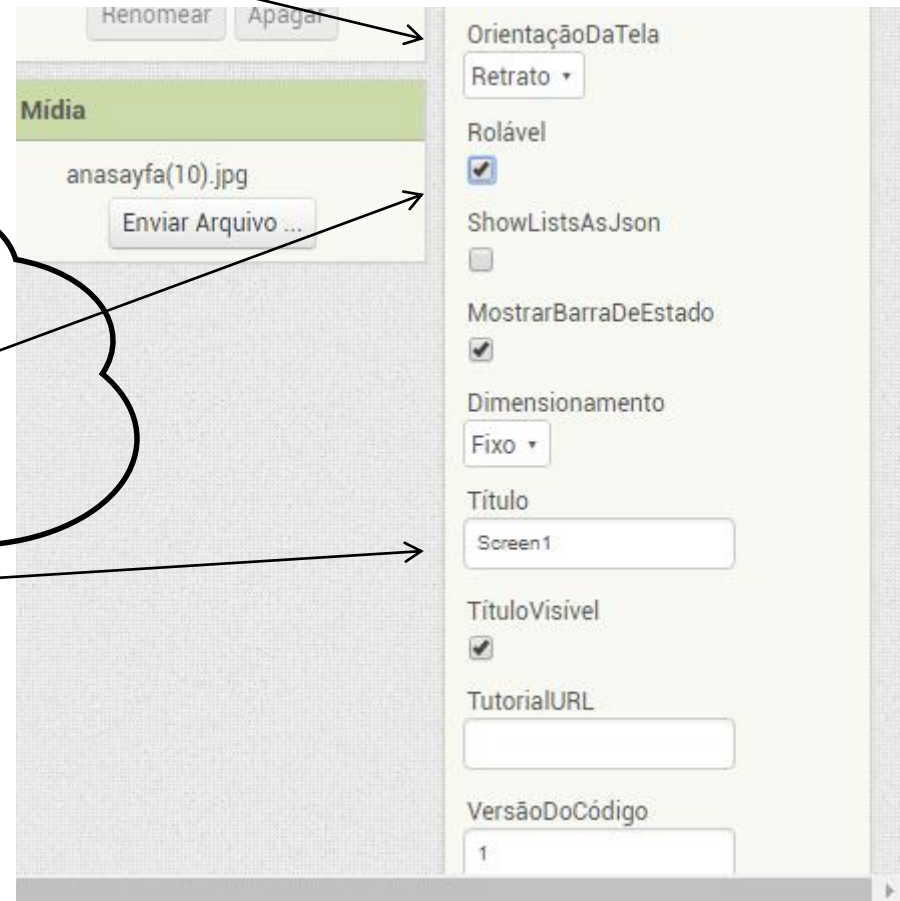 Renomear Apagar
Mídia
anasayfa(10).jpg
Enviar Arquivo ...
OrientaçãoDaTela
Retrato
Rolável
ShowListsAsJson
MostrarBarraDeEstado
Dimensionamento
Fixo
Título
Screen1
TítuloVisível
TutorialURL
VersãoDoCódigo
1